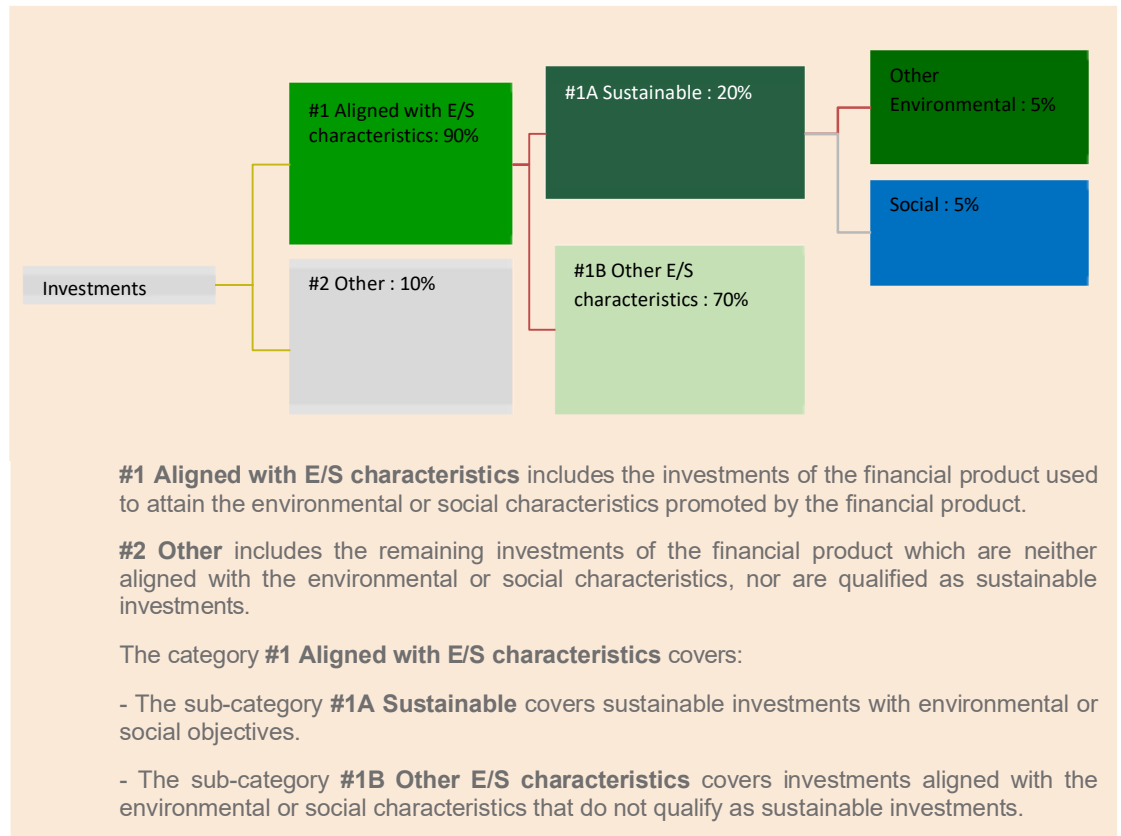 Investments
#1 Aligned with E/S
characteristics: 90%
#2 Other : 10%
#1A Sustainable : 20%
#1B Other E/S
characteristics : 70%
Other
Environmental : 5%
Social : 5%
#1 Aligned with E/S characteristics includes the investments of the financial product used
to attain the environmental or social characteristics promoted by the financial product.
#2 Other includes the remaining investments of the financial product which are neither
aligned with the environmental or social characteristics, nor are qualified as sustainable
investments.
The category #1 Aligned with E/S characteristics covers:
- The sub-category #1A Sustainable covers sustainable investments with environmental or
social objectives.
- The sub-category #1B Other E/S characteristics covers investments aligned with the
environmental or social characteristics that do not qualify as sustainable investments.